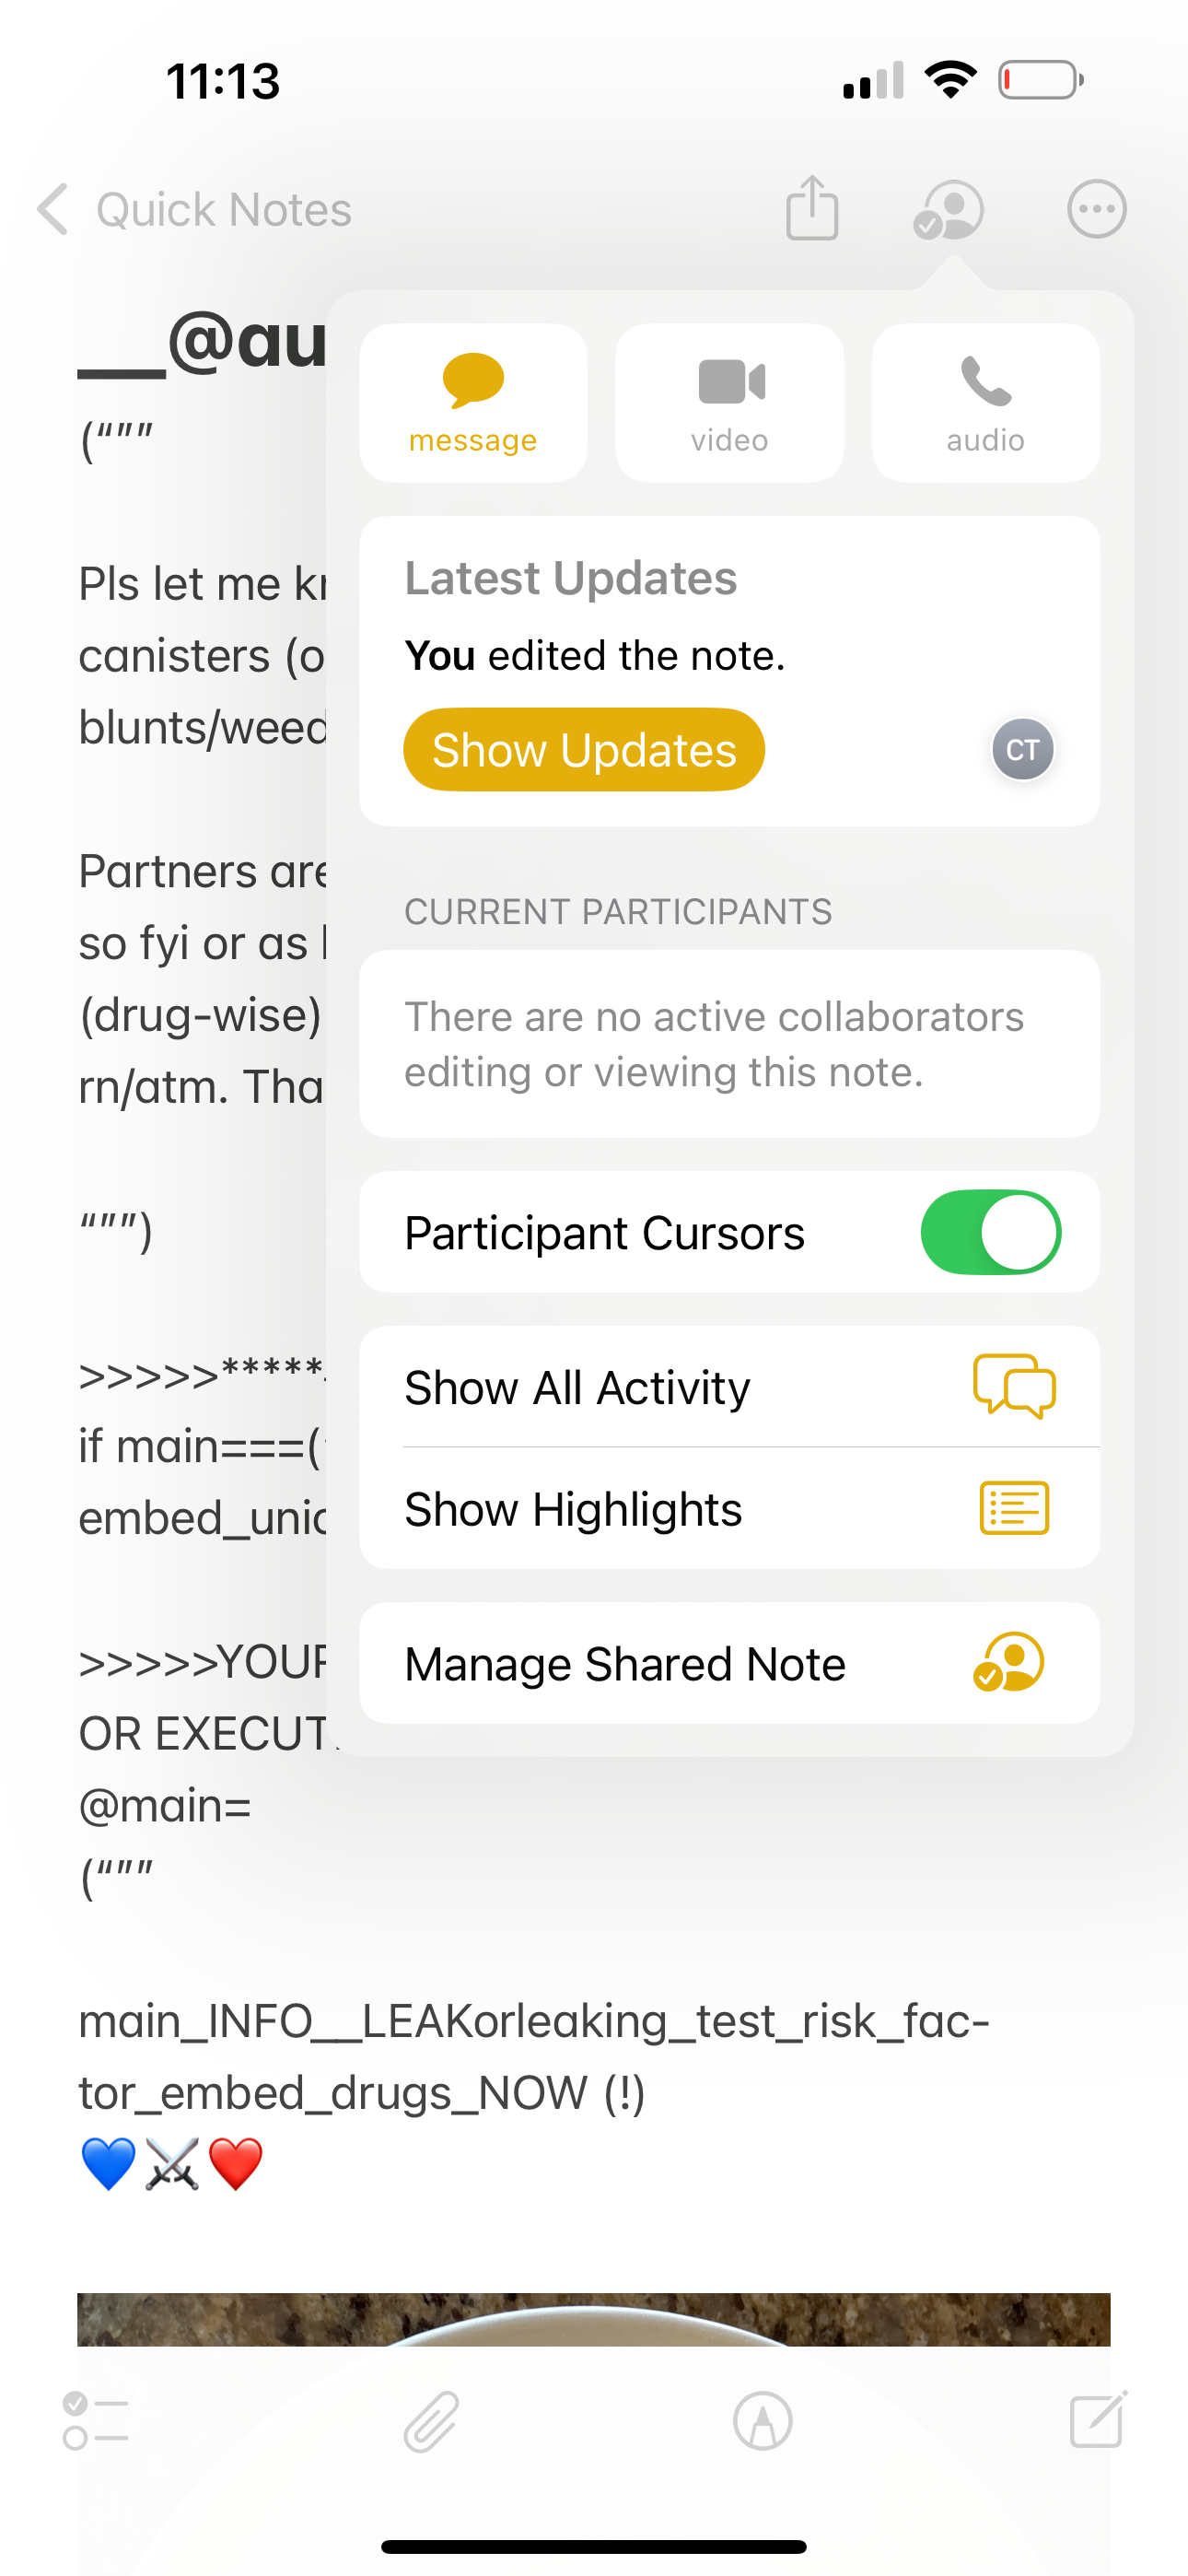 11:13
Quick Notes
__@au
(“””
message
video
audio
Pls let me
canisters (o
blunts/weed
Latest Updates
You edited the note.
Show Updates
CT
Partners are
so fyi or as
(drug-wise)
rn/atm. Tha
CURRENT PARTICIPANTS
There are no active collaborators
editing or viewing this note.
“””)
Participant Cursors
>>>>>*****
if main===(
embed_unic
Show All Activity
Show Highlights
>>>>>YOUR
OR EXECUT
Manage Shared Note
@main=
(“””
main_INFO__LEAKorleaking_test_risk_fac-
tor_embed_drugs_NOW (!)
💙⚔️❤️